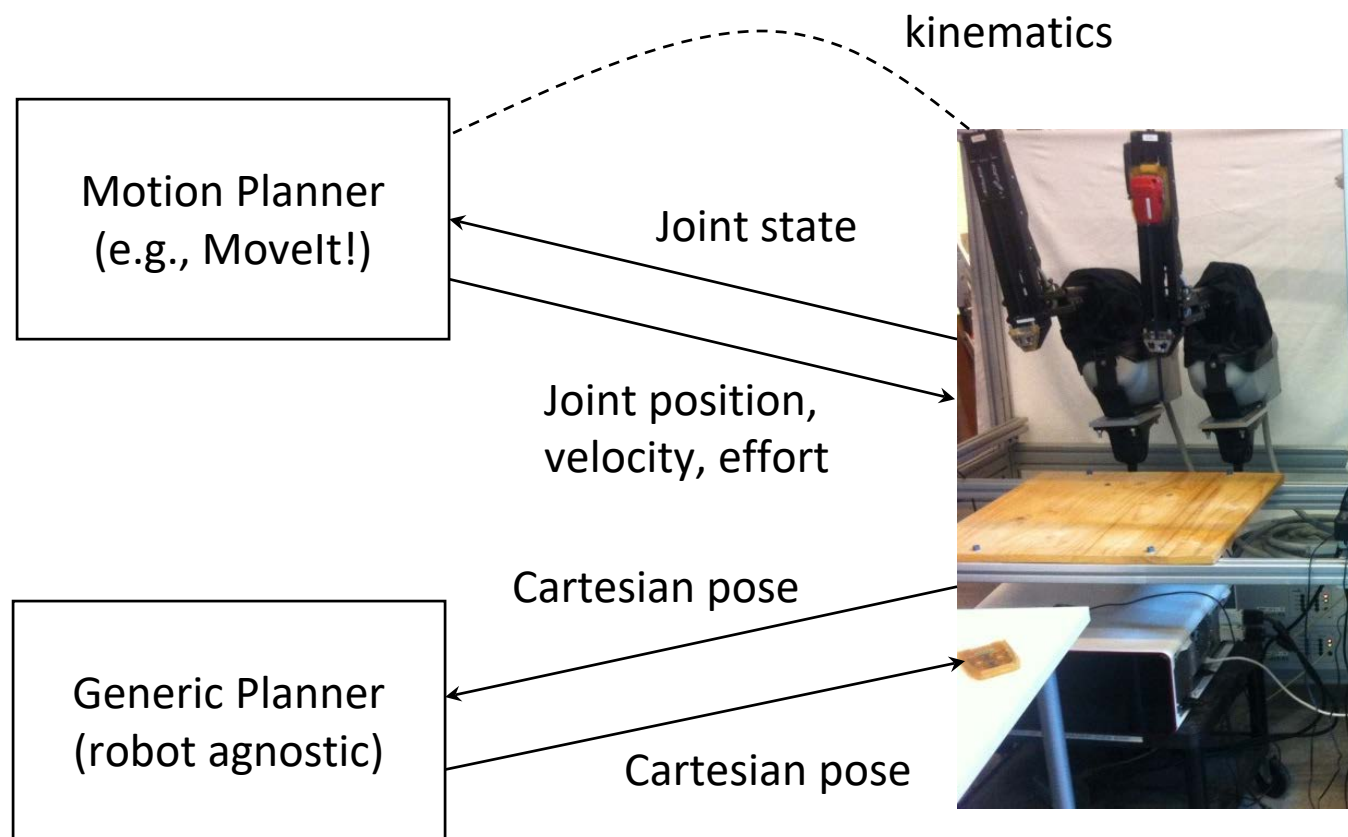 kinematics
Motion Planner
(e.g., MoveIt!)
Joint state
Joint position,
velocity, effort
Cartesian pose
Generic Planner
(robot agnostic)
Cartesian pose